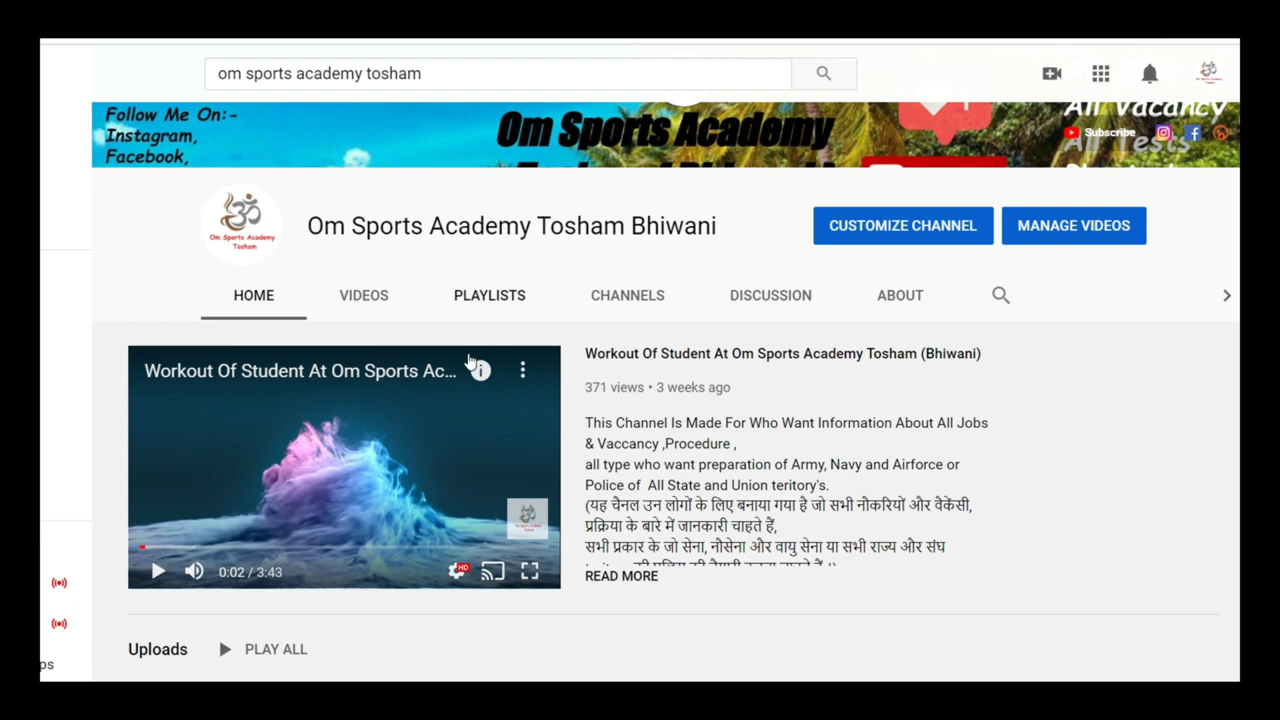 om sports academy tosham
Follow Me On:-
Instagram,
Facebook,
Om Sports Academy
All Vacancy
Subscribe
All Tests
Om Sports Academy
Tosham
Om Sports Academy Tosham Bhiwani
CUSTOMIZE CHANNEL
MANAGE VIDEOS
HOME
VIDEOS
PLAYLISTS
CHANNELS
DISCUSSION
ABOUT
Workout Of Student At Om Sports Ac...
HD
0:02 / 3:43
Workout Of Student At Om Sports Academy Tosham (Bhiwani)
371 views • 3 weeks ago
This Channel Is Made For Who Want Information About All Jobs
& Vaccancy ,Procedure ,
all type who want preparation of Army, Navy and Airforce or
Police of All State and Union teritory's.
(यह चैनल उन लोगों के लिए बनाया गया है जो सभी नौकरियों और वैकेंसी,
प्रक्रिया के बारे में जानकारी चाहते हैं,
सभी प्रकार के जो सेना, नौसेना और वायु सेना या सभी राज्य और संघ
READ MORE
Uploads
PLAY ALL
ps